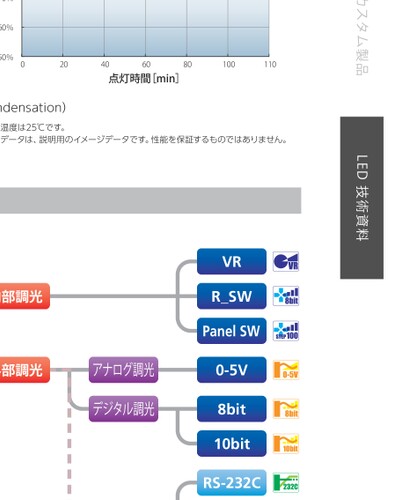 60%
50%
0 20 40 60 80 100 110
点灯時間 [min]
ndensation)
湿度は25℃です。
データは、説明用のイメージデータです。性能を保証するものではありません。
カスタム製品
LED 技術資料
VR
VR
部調光
R_SW
8bit
Panel SW
100
部調光
アナログ調光
0-5V
0-5V
デジタル調光
8bit
8bit
10bit
10bit
RS-232C
232C